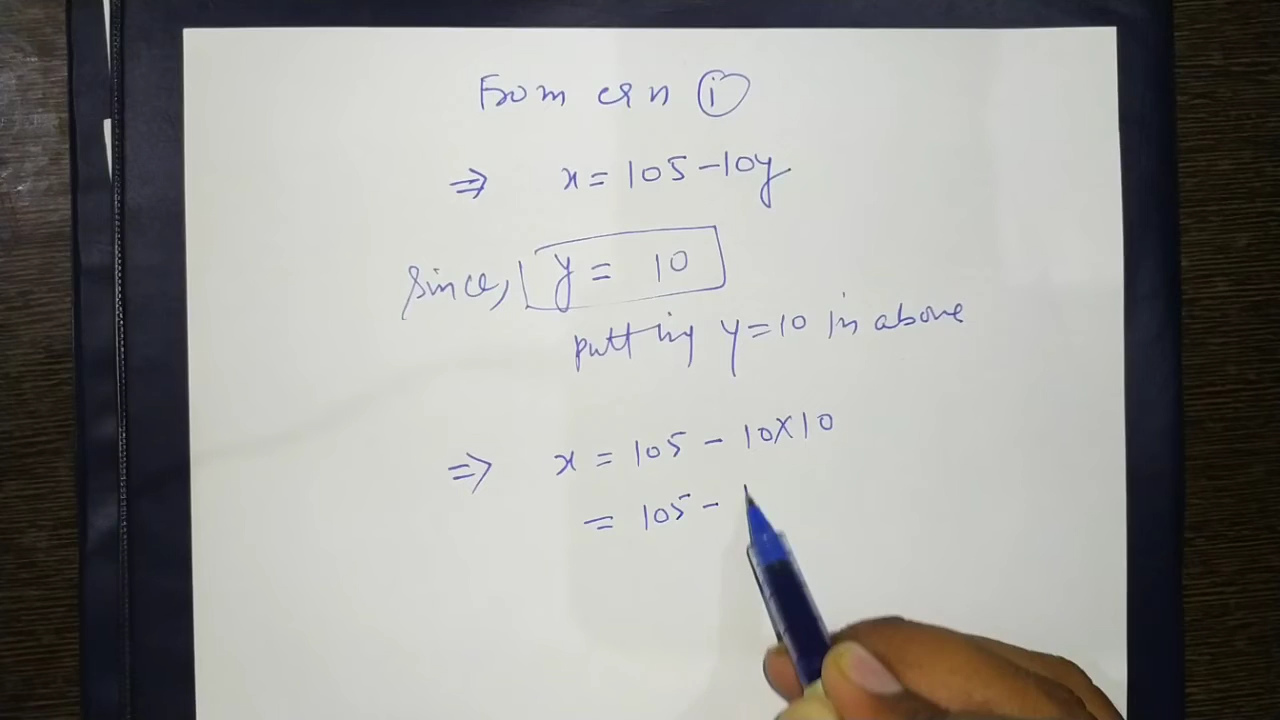 From eqn (i)
⇒ x = 105 - 10y
Since, y = 10
putting y = 10 in above
⇒ x = 105 - 10 × 10
= 105 -